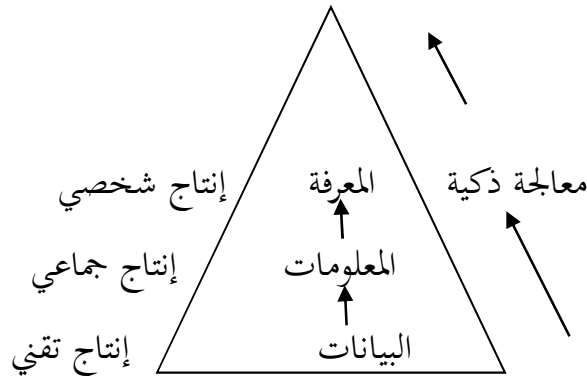 معالجة ذكية المعرفة إنتاج شخصي
المعلومات إنتاج جماعي
البيانات إنتاج تقني